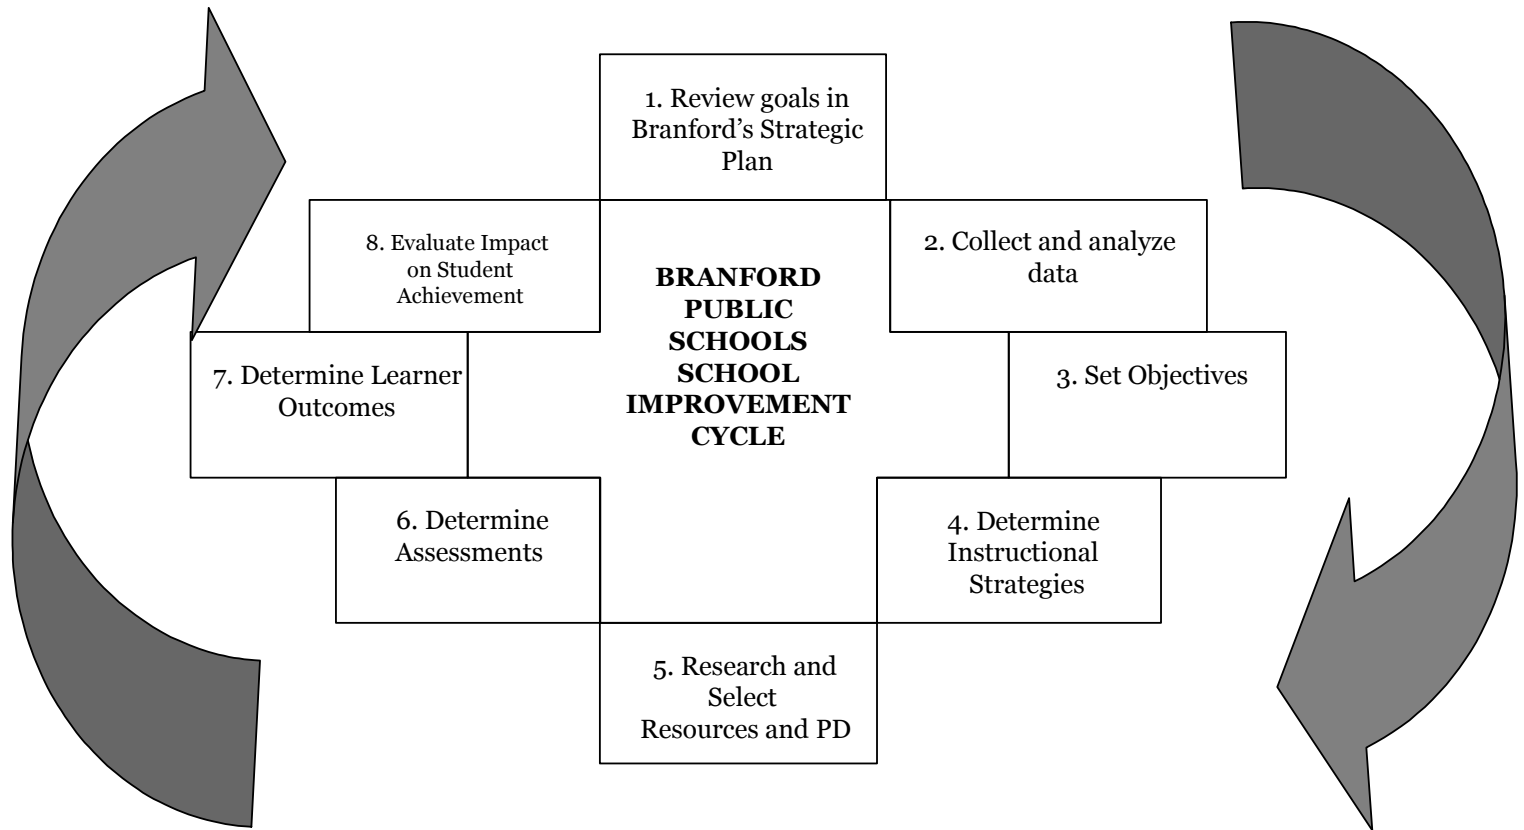 1. Review goals in
Branford’s Strategic
Plan
2. Collect and analyze
data
3. Set Objectives
4. Determine
Instructional
Strategies
5. Research and
Select
Resources and PD
6. Determine
Assessments
7. Determine Learner
Outcomes
8. Evaluate Impact
on Student
Achievement
BRANFORD
PUBLIC
SCHOOLS
SCHOOL
IMPROVEMENT
CYCLE